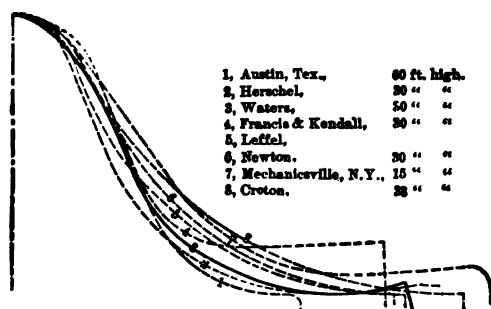 1, Austin, Tex., 60 ft. high.
2, Herschel, 30 “ “
3, Waters, 50 “ “
4, Francis & Kendall, 30 “ “
5, Leffel,
6, Newton. 30 “ “
7, Mechanicsville, N.Y., 15 “ “
8, Croton. 38 “ “